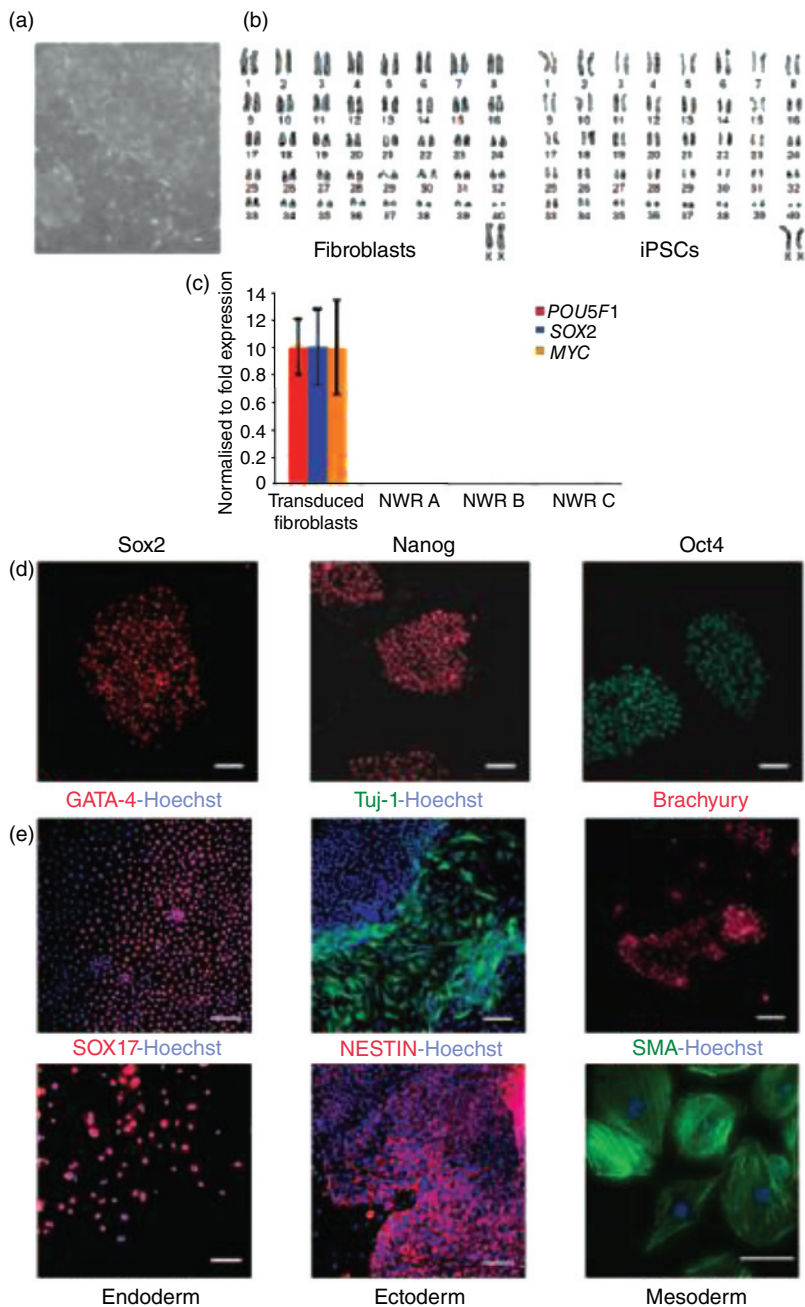 (a)
(b)
1 2 3 4 5 6 7 8
9 10 11 12 13 14 15 16
17 18 19 20 21 22 23 24
25 26 27 28 29 30 31 32
33 34 35 36 37 38 39 40
X X
Fibroblasts
1 2 3 4 5 6 7 8
9 10 11 12 13 14 15 16
17 18 19 20 21 22 23 24
25 26 27 28 29 30 31 32
33 34 35 36 37 38 39 40
X X
iPSCs
(c)
Normalised to fold expression
14
12
10
0.8
0.6
0.4
0.2
0
Transduced
fibroblasts
NWR A
NWR B
NWR C
POU5F1
SOX2
MYC
(d)
Sox2
Nanog
Oct4
(e)
GATA-4-Hoechst
Tuj-1-Hoechst
Brachyury
SOX17-Hoechst
NESTIN-Hoechst
SMA-Hoechst
Endoderm
Ectoderm
Mesoderm